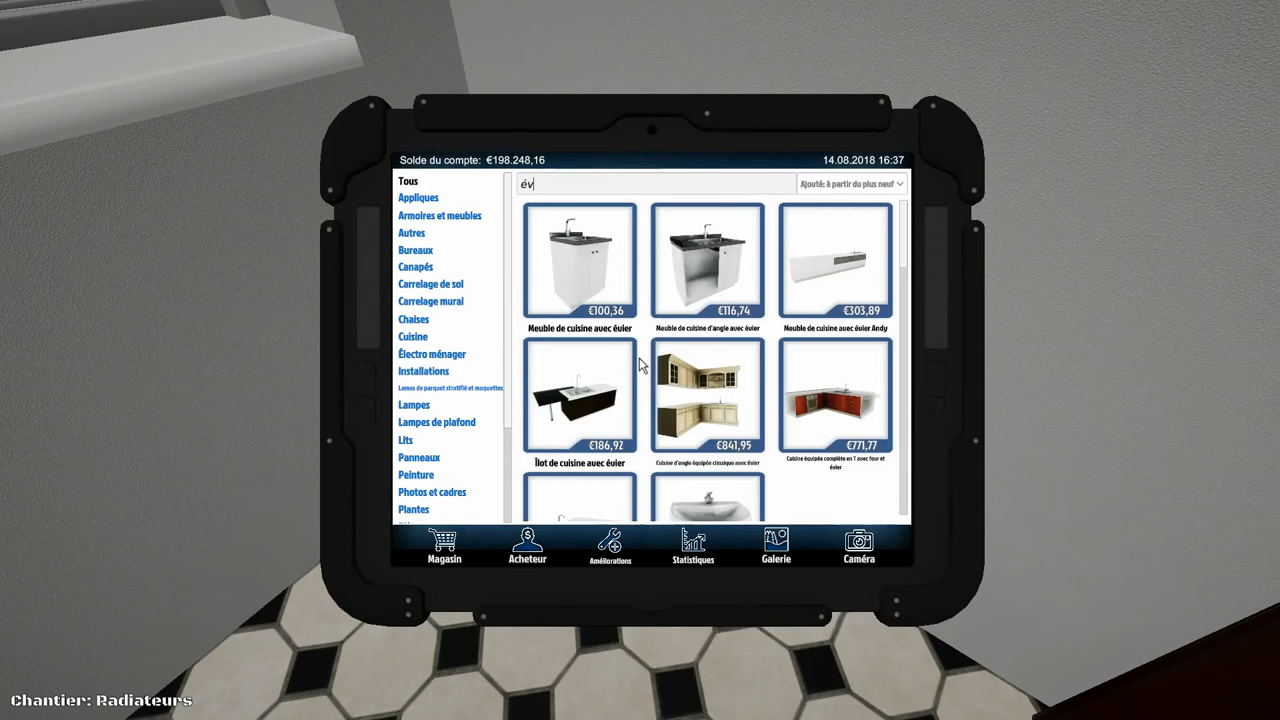 Solde du compte: €198.248,16
14.08.2018 16:37
Tous
Appliques
Armoires et meubles
Autres
Bureaux
Canapés
Carrelage de sol
Carrelage mural
Chaises
Cuisine
Électro ménager
Installations
Lames de parquet stratifié et moquettes
Lampes
Lampes de plafond
Lits
Panneaux
Peinture
Photos et cadres
Plantes
év
Ajouté: à partir du plus neuf
€100,36
€116,74
€303,89
Meuble de cuisine avec évier
Meuble de cuisine d'angle avec évier
Meuble de cuisine avec évier Andy
€186,92
€841,95
€771,77
Îlot de cuisine avec évier
Cuisine d'angle équipée classique avec évier
Cuisine équipée complète en T avec four et
évier
Magasin
Acheteur
Améliorations
Statistiques
Galerie
Caméra
Chantier: Radiateurs